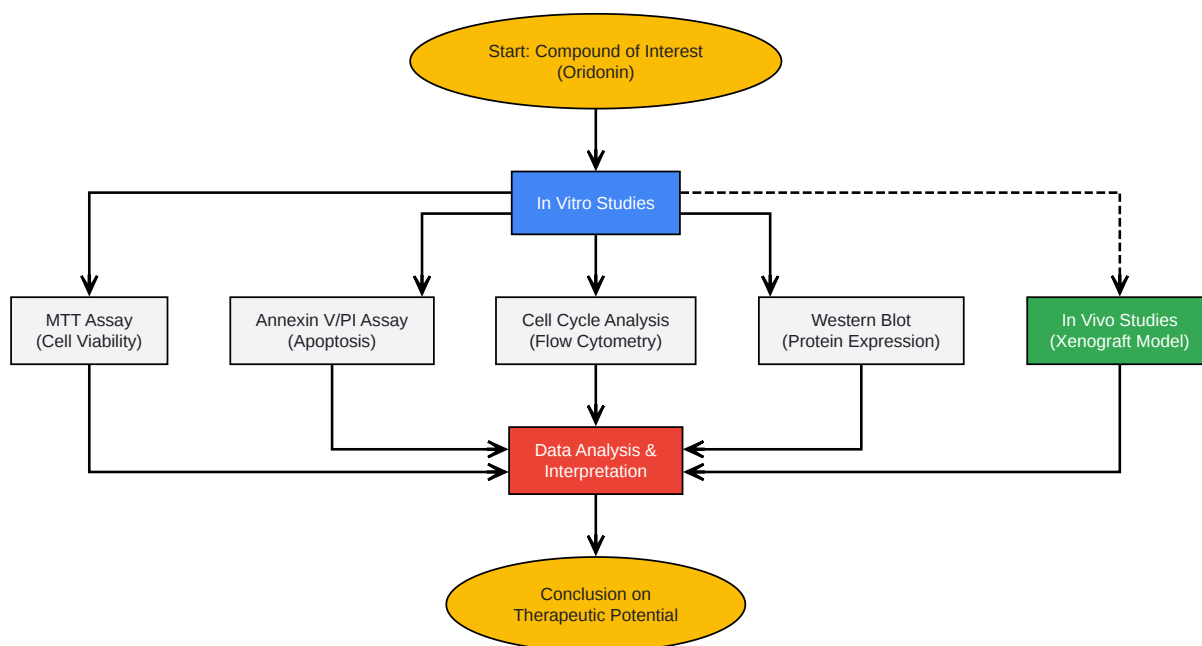 Start: Compound of Interest
(Oridonin)
In Vitro Studies
MTT Assay
(Cell Viability)
Annexin V/PI Assay
(Apoptosis)
Cell Cycle Analysis
(Flow Cytometry)
Western Blot
(Protein Expression)
In Vivo Studies
(Xenograft Model)
Data Analysis &
Interpretation
Conclusion on
Therapeutic Potential